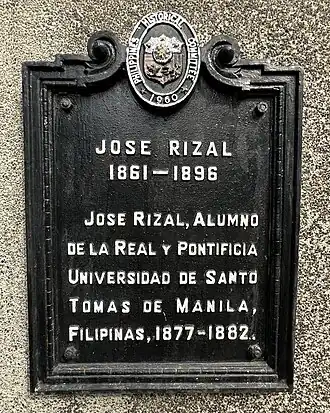 PHILIPPINES HISTORICAL COMMITTEE
1960
JOSE RIZAL
1861—1896
JOSE RIZAL, ALUMNO
DE LA REAL Y PONTIFICIA
UNIVERSIDAD DE SANTO
TOMAS DE MANILA,
FILIPINAS, 1877-1882.